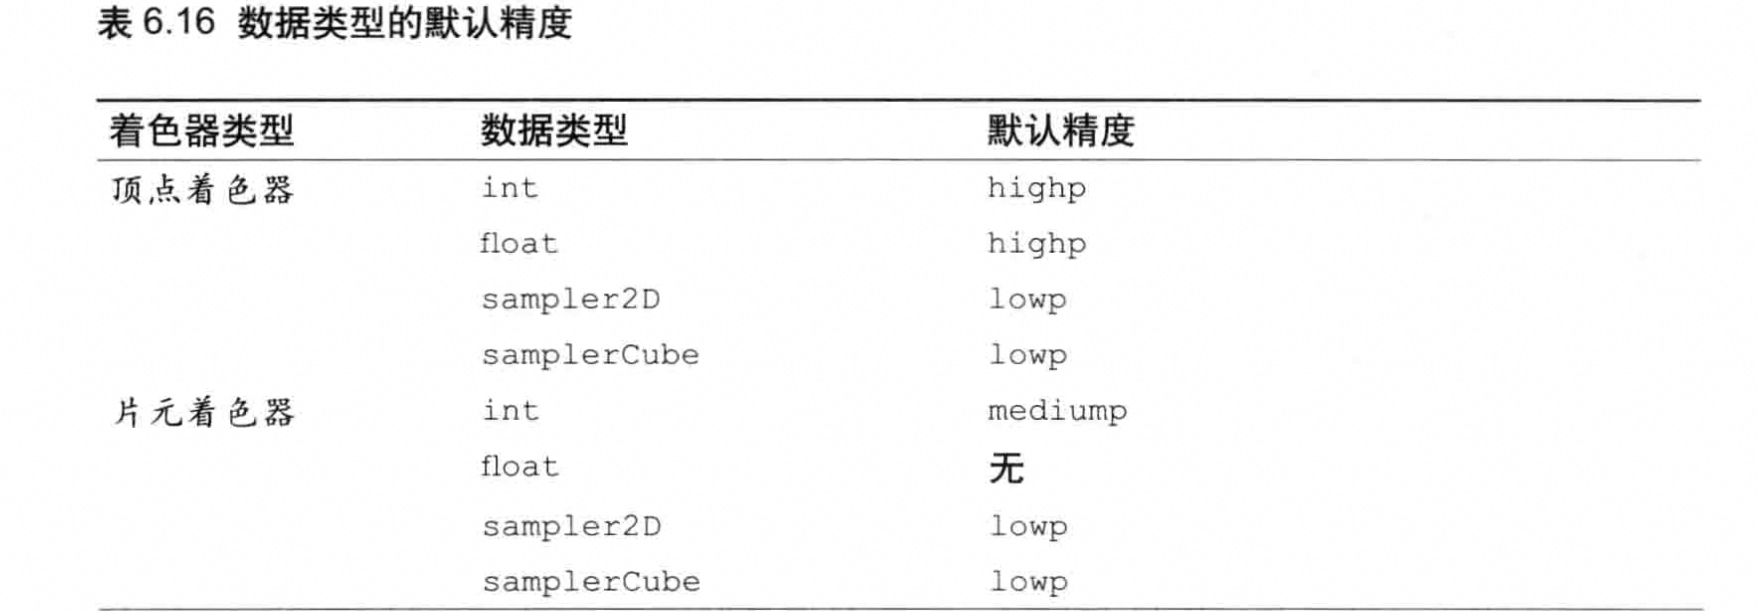 表 6.16 数据类型的默认精度
着色器类型 数据类型 默认精度
顶点着色器 int highp
float highp
sampler2D lowp
samplerCube lowp
片元着色器 int mediump
float 无
sampler2D lowp
samplerCube lowp